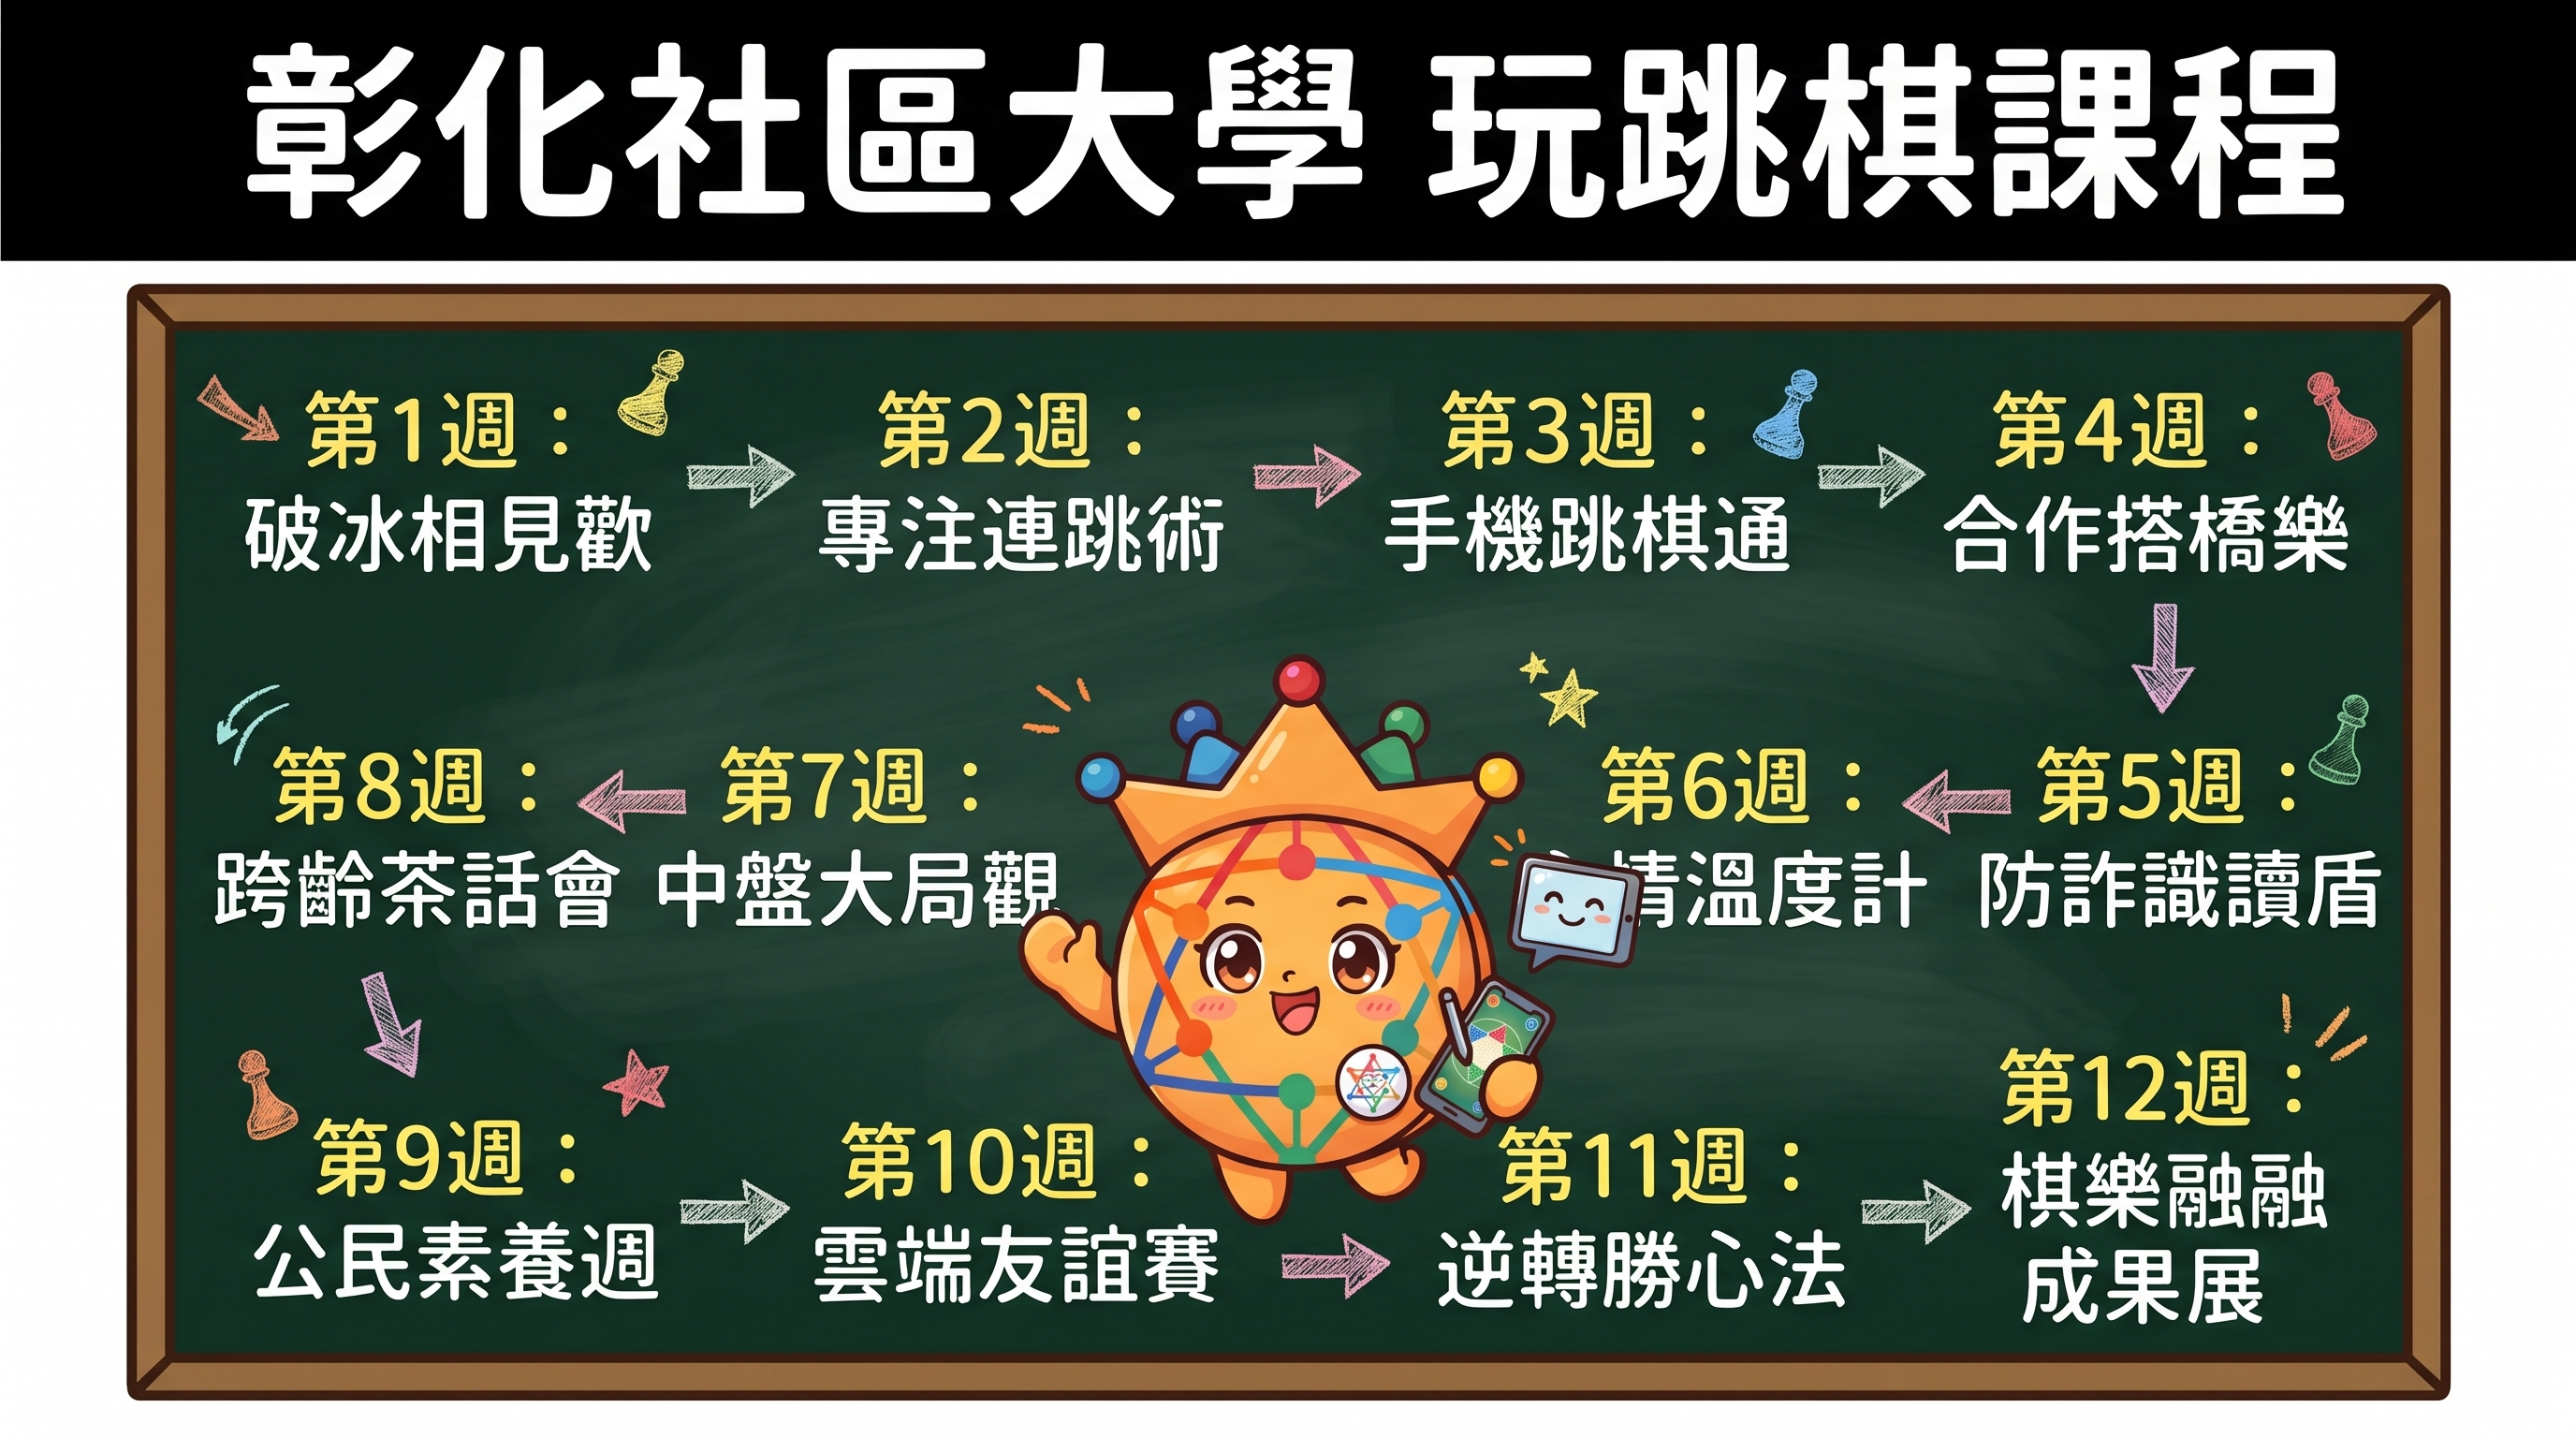 彰化社區大學 玩跳棋課程
第1週：
破冰相見歡
第2週：
專注連跳術
第3週：
手機跳棋通
第4週：
合作搭橋樂
第5週：
防詐識讀盾
第6週：
情溫度計
第7週：
中盤大局觀
第8週：
跨齡茶話會
第9週：
公民素養週
第10週：
雲端友誼賽
第11週：
逆轉勝心法
第12週：
棋樂融融
成果展